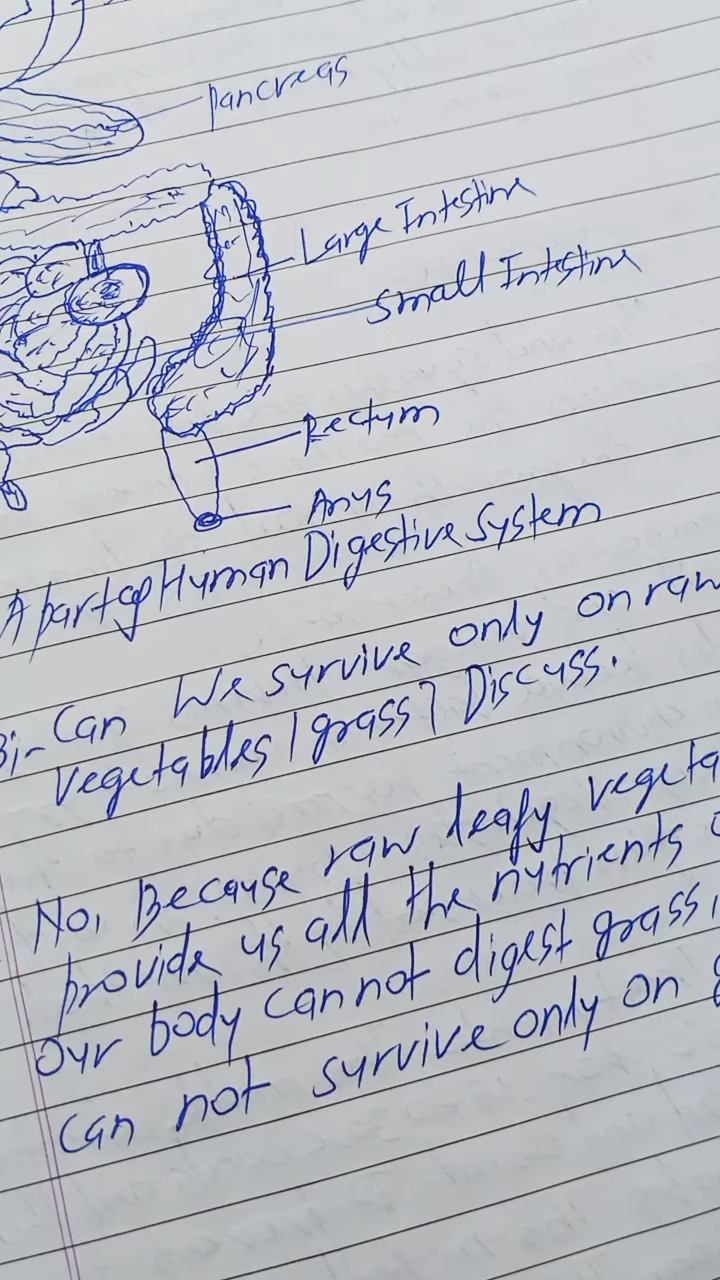 Pancreas
Large Intestine
Small Intestine
Rectum
Anus
A part of Human Digestive System
3i- Can We survive only on raw
vegetables / grass? Discuss.
No, Because raw leafy vegeta
provide us all the nutrients
our body cannot digest grass,
can not survive only on